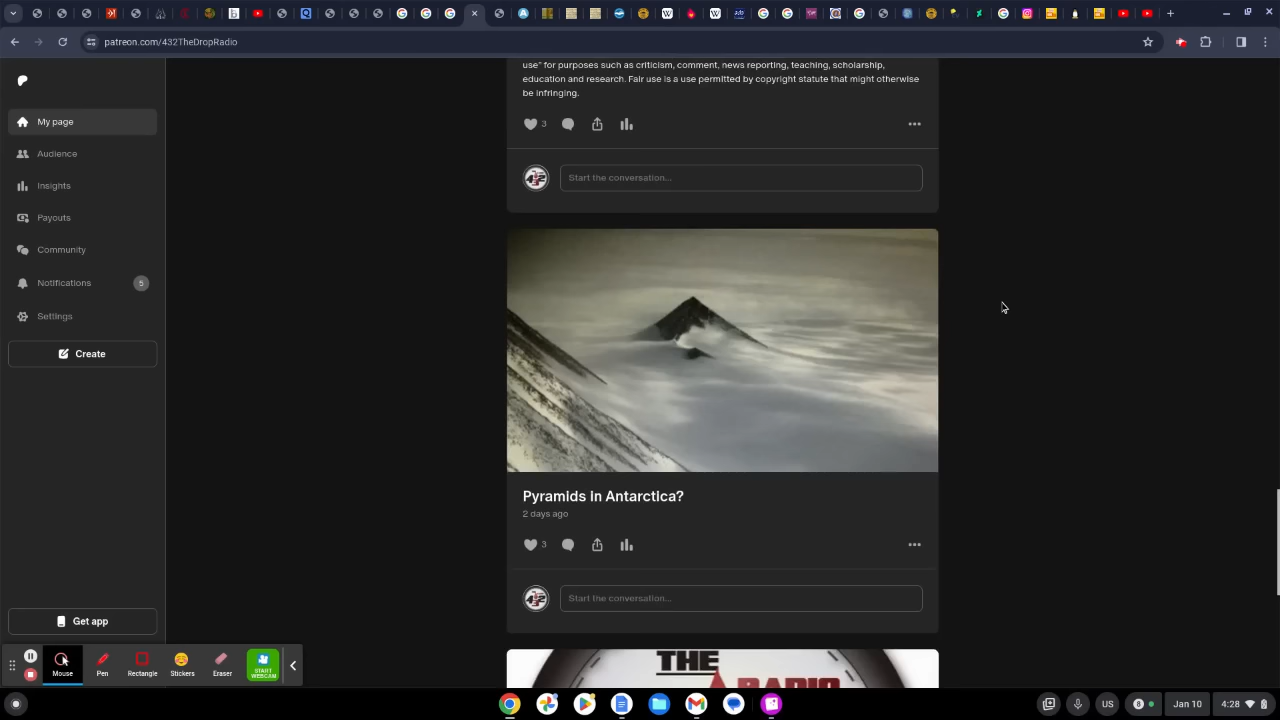 patreon.com/432TheDropRadio
use" for purposes such as criticism, comment, news reporting, teaching, scholarship,
education and research. Fair use is a use permitted by copyright statute that might otherwise
be infringing.
3
Start the conversation...
My page
Audience
Insights
Payouts
Community
Notifications
5
Settings
Create
Pyramids in Antarctica?
2 days ago
3
Start the conversation...
Get app
THE
RADIO
Mouse
Pen
Rectangle
Stickers
Eraser
START
WEBCAM
US
8
Jan 10
4:28